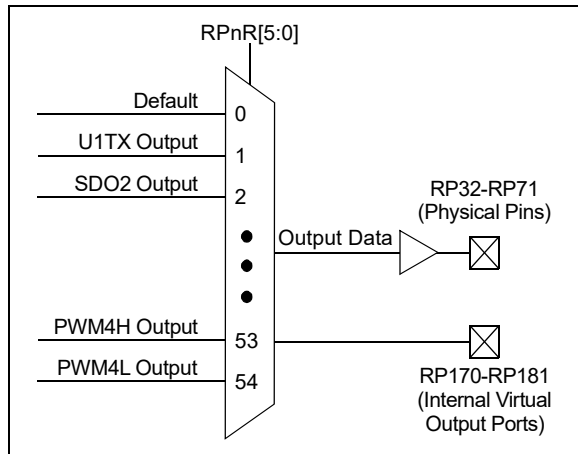 RPnR[5:0]
Default
0
U1TX Output
1
SDO2 Output
2
RP32-RP71
(Physical Pins)
Output Data
PWM4H Output
53
PWM4L Output
54
RP170-RP181
(Internal Virtual
Output Ports)